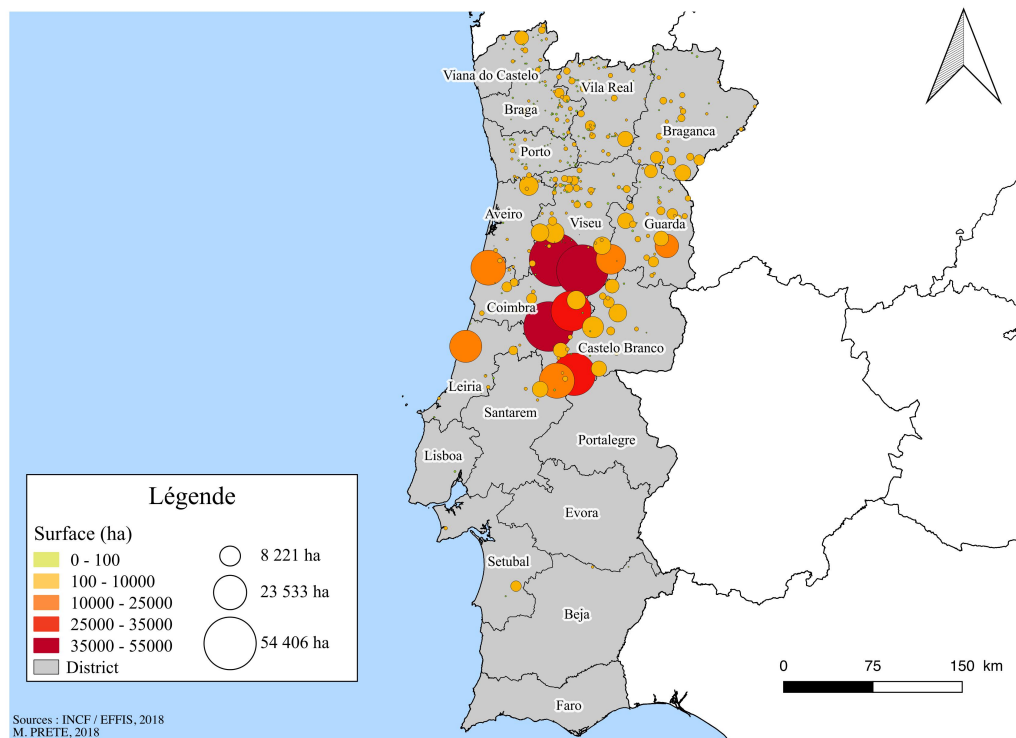 Viana do Castelo
Vila Real
Braga
Braganca
Porto
Aveiro
Viseu
Guarda
Coimbra
Castelo Branco
Leiria
Santarem
Portalegre
Lisboa
Evora
Setubal
Beja
Faro
Légende
Surface (ha)
0 - 100
100 - 10000
10000 - 25000
25000 - 35000
35000 - 55000
District
8 221 ha
23 533 ha
54 406 ha
0 75 150 km
Sources : INCF / EFFIS, 2018
M. PRETE, 2018